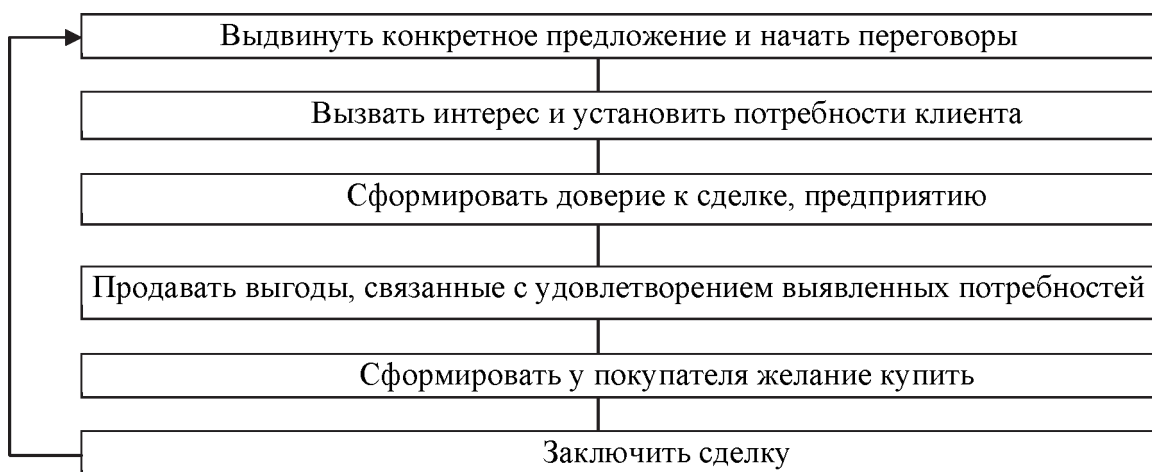 Выдвинуть конкретное предложение и начать переговоры
Вызвать интерес и установить потребности клиента
Сформировать доверие к сделке, предприятию
Продавать выгоды, связанные с удовлетворением выявленных потребностей
Сформировать у покупателя желание купить
Заключить сделку